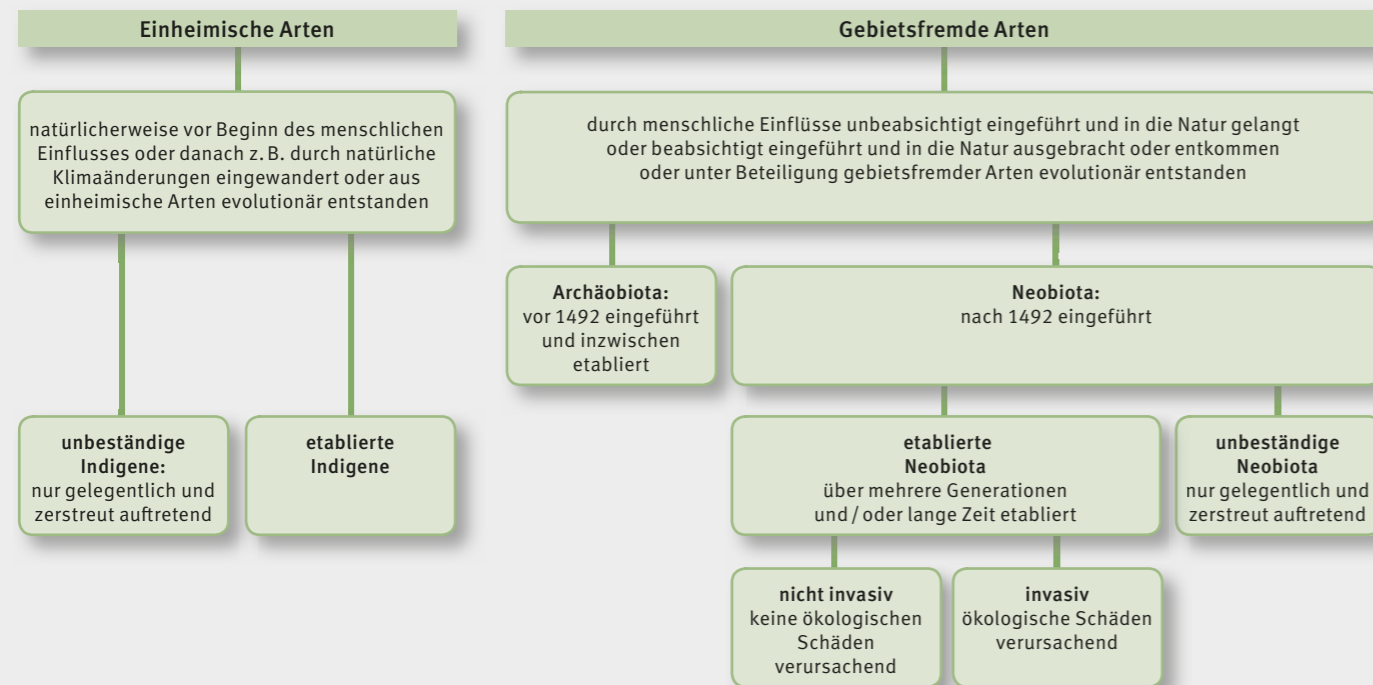 Einheimische Arten
natürlicherweise vor Beginn des menschlichen
Einflusses oder danach z. B. durch natürliche
Klimaänderungen eingewandert oder aus
einheimische Arten evolutionär entstanden
unbeständige
Indigene:
nur gelegentlich und
zerstreut auftretend
etablierte
Indigene
Gebietsfremde Arten
durch menschliche Einflüsse unbeabsichtigt eingeführt und in die Natur gelangt
oder beabsichtigt eingeführt und in die Natur ausgebracht oder entkommen
oder unter Beteiligung gebietsfremder Arten evolutionär entstanden
Archäobiota:
vor 1492 eingeführt
und inzwischen
etabliert
Neobiota:
nach 1492 eingeführt
etablierte
Neobiota
über mehrere Generationen
und / oder lange Zeit etabliert
unbeständige
Neobiota
nur gelegentlich und
zerstreut auftretend
nicht invasiv
keine ökologischen
Schäden
verursachend
invasiv
ökologische Schäden
verursachend